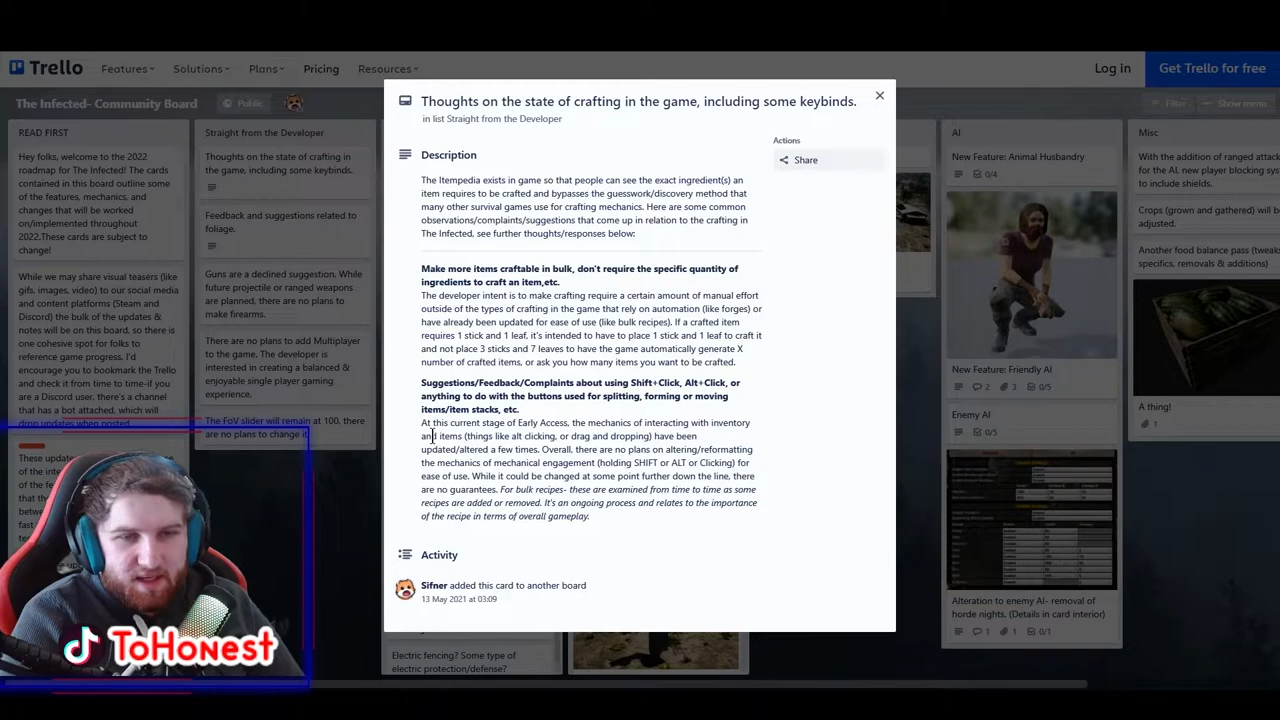 Trello
Features
Solutions
Plans
Pricing
Resources
Log in
Get Trello for free
The Infected- Community Board
Public
Filter
Show menu
READ FIRST
Hey folks, welcome to the 2022
roadmap for The Infected! The cards
contained in this board outline some
of the features, mechanics, and
changes that will be worked
on/implemented throughout
2022.These cards are subject to
change!
While we may share visual teasers (like
gifs, images, video) to our social media
and content platforms (Steam and
Discord) the bulk of the updates &
notes will be on this board, so there is
one cohesive spot for folks to
reference game progress. I'd
encourage you to bookmark the Trello
and check it from time to time-if you
are a Discord user, there's a channel
that has a bot attached, which will
drop updates when posted.
These updates
of the infe
Straight from the Developer
Thoughts on the state of crafting in
the game, including some keybinds.
Feedback and suggestions related to
foliage.
Guns are a declined suggestion. While
future projectile or ranged weapons
are planned, there are no plans to
make firearms.
There are no plans to add Multiplayer
to the game. The developer is
interested in creating a balanced &
enjoyable single player gaming
experience.
The FoV slider will remain at 100, there
are no plans to change it.
Thoughts on the state of crafting in the game, including some keybinds.
in list Straight from the Developer
Actions
Share
Description
The Itempedia exists in game so that people can see the exact ingredient(s) an
item requires to be crafted and bypasses the guesswork/discovery method that
many other survival games use for crafting mechanics. Here are some common
observations/complaints/suggestions that come up in relation to the crafting in
The Infected, see further thoughts/responses below:
Make more items craftable in bulk, don't require the specific quantity of
ingredients to craft an item,etc.
The developer intent is to make crafting require a certain amount of manual effort
outside of the types of crafting in the game that rely on automation (like forges) or
have already been updated for ease of use (like bulk recipes). If a crafted item
requires 1 stick and 1 leaf, it's intended to have to place 1 stick and 1 leaf to craft it
and not place 3 sticks and 7 leaves to have the game automatically generate X
number of crafted items, or ask you how many items you want to be crafted.
Suggestions/Feedback/Complaints about using Shift+Click, Alt+Click, or
anything to do with the buttons used for splitting, forming or moving
items/item stacks, etc.
At this current stage of Early Access, the mechanics of interacting with inventory
and items (things like alt clicking, or drag and dropping) have been
updated/altered a few times. Overall, there are no plans on altering/reformatting
the mechanics of mechanical engagement (holding SHIFT or ALT or Clicking) for
ease of use. While it could be changed at some point further down the line, there
are no guarantees. For bulk recipes- these are examined from time to time as some
recipes are added or removed. It's an ongoing process and relates to the importance
of the recipe in terms of overall gameplay.
Activity
Sifner added this card to another board
13 May 2021 at 03:09
Electric fencing? Some type of
electric protection/defense?
AI
New Feature: Animal Husbandry
0/4
New Feature: Friendly AI
2 3 0/5
Enemy AI
0/5
Alteration to enemy AI- removal of
horde nights. (Details in card interior)
1 1 0/1
Misc
With the addition of ranged attack
for the AI, new player blocking sys
to include shields.
Crops (grown and gathered) will
adjusted.
Another food balance pass (tweak
specifics, removals & additions)
A thing!
1
ToHonest